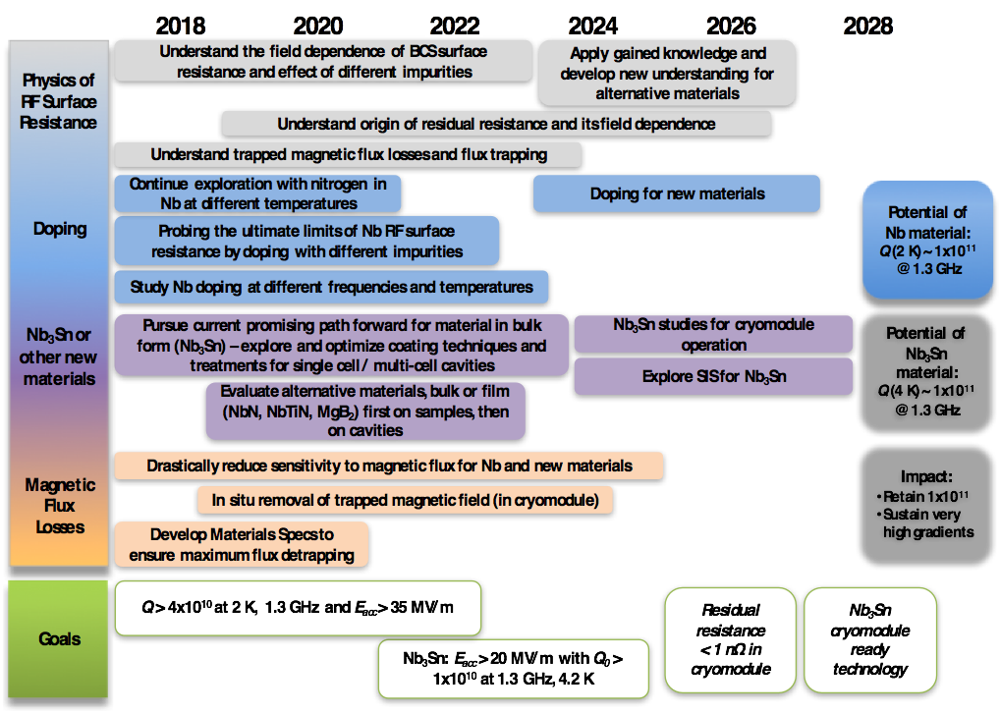 2018 2020 2022 2024 2026 2028
Physics of
RF Surface
Resistance
Understand the field dependence of BCS surface
resistance and effect of different impurities
Apply gained knowledge and
develop new understanding for
alternative materials
Understand origin of residual resistance and its field dependence
Understand trapped magnetic flux losses and flux trapping
Doping
Continue exploration with nitrogen in
Nb at different temperatures
Doping for new materials
Probing the ultimate limits of Nb RF surface
resistance by doping with different impurities
Study Nb doping at different frequencies and temperatures
Potential of
Nb material:
Q(2 K) ~ 1x10¹¹
@ 1.3 GHz
Nb₃Sn or
other new
materials
Pursue current promising path forward for material in bulk
form (Nb₃Sn) – explore and optimize coating techniques and
treatments for single cell / multi-cell cavities
Nb₃Sn studies for cryomodule
operation
Explore SIS for Nb₃Sn
Evaluate alternative materials, bulk or film
(NbN, NbTiN, MgB₂) first on samples, then
on cavities
Potential of
Nb₃Sn
material:
Q(4 K) ~ 1x10¹¹
@ 1.3 GHz
Magnetic
Flux
Losses
Drastically reduce sensitivity to magnetic flux for Nb and new materials
In situ removal of trapped magnetic field (in cryomodule)
Develop Materials Specs to
ensure maximum flux detrapping
Impact:
• Retain 1x10¹¹
• Sustain very
high gradients
Goals
Q > 4x10¹⁰ at 2 K, 1.3 GHz and Eacc > 35 MV/m
Nb₃Sn: Eacc > 20 MV/m with Q₀ >
1x10¹⁰ at 1.3 GHz, 4.2 K
Residual
resistance
< 1 nΩ in
cryomodule
Nb₃Sn
cryomodule
ready
technology